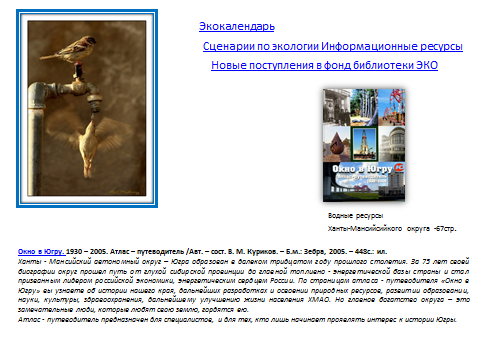 Экокалендарь
Сценарии по экологии Информационные ресурсы
Новые поступления в фонд библиотеки ЭКО
Окно в Югру
Водные ресурсы
Ханты-Мансийсийкого округа -67стр.
Окно в Югру. 1930 – 2005. Атлас – путеводитель /Авт. – сост. В. М. Куриков. – Б.м.: Зебра, 2005. – 448с.: ил.
Ханты - Мансийский автономный округ – Югра образован в далеком тридцатом году прошлого столетия. За 75 лет своей
биографии округ прошел путь от глухой сибирской провинции до главной топливно - энергетической базы страны и стал
признанным лидером российской экономики, энергетическим сердцем России. По страницам атласа - путеводителя «Окно в
Югру» вы узнаете об истории нашего края, дальнейших разработках и освоении природных ресурсов, развитии образования,
науки, культуры, здравоохранения, дальнейшему улучшению жизни населения ХМАО. Но главное богатство округа – это
замечательные люди, которые любят свою землю, гордятся ею.
Атлас - путеводитель предназначен для специалистов, и для тех, кто лишь начинает проявлять интерес к истории Югры.